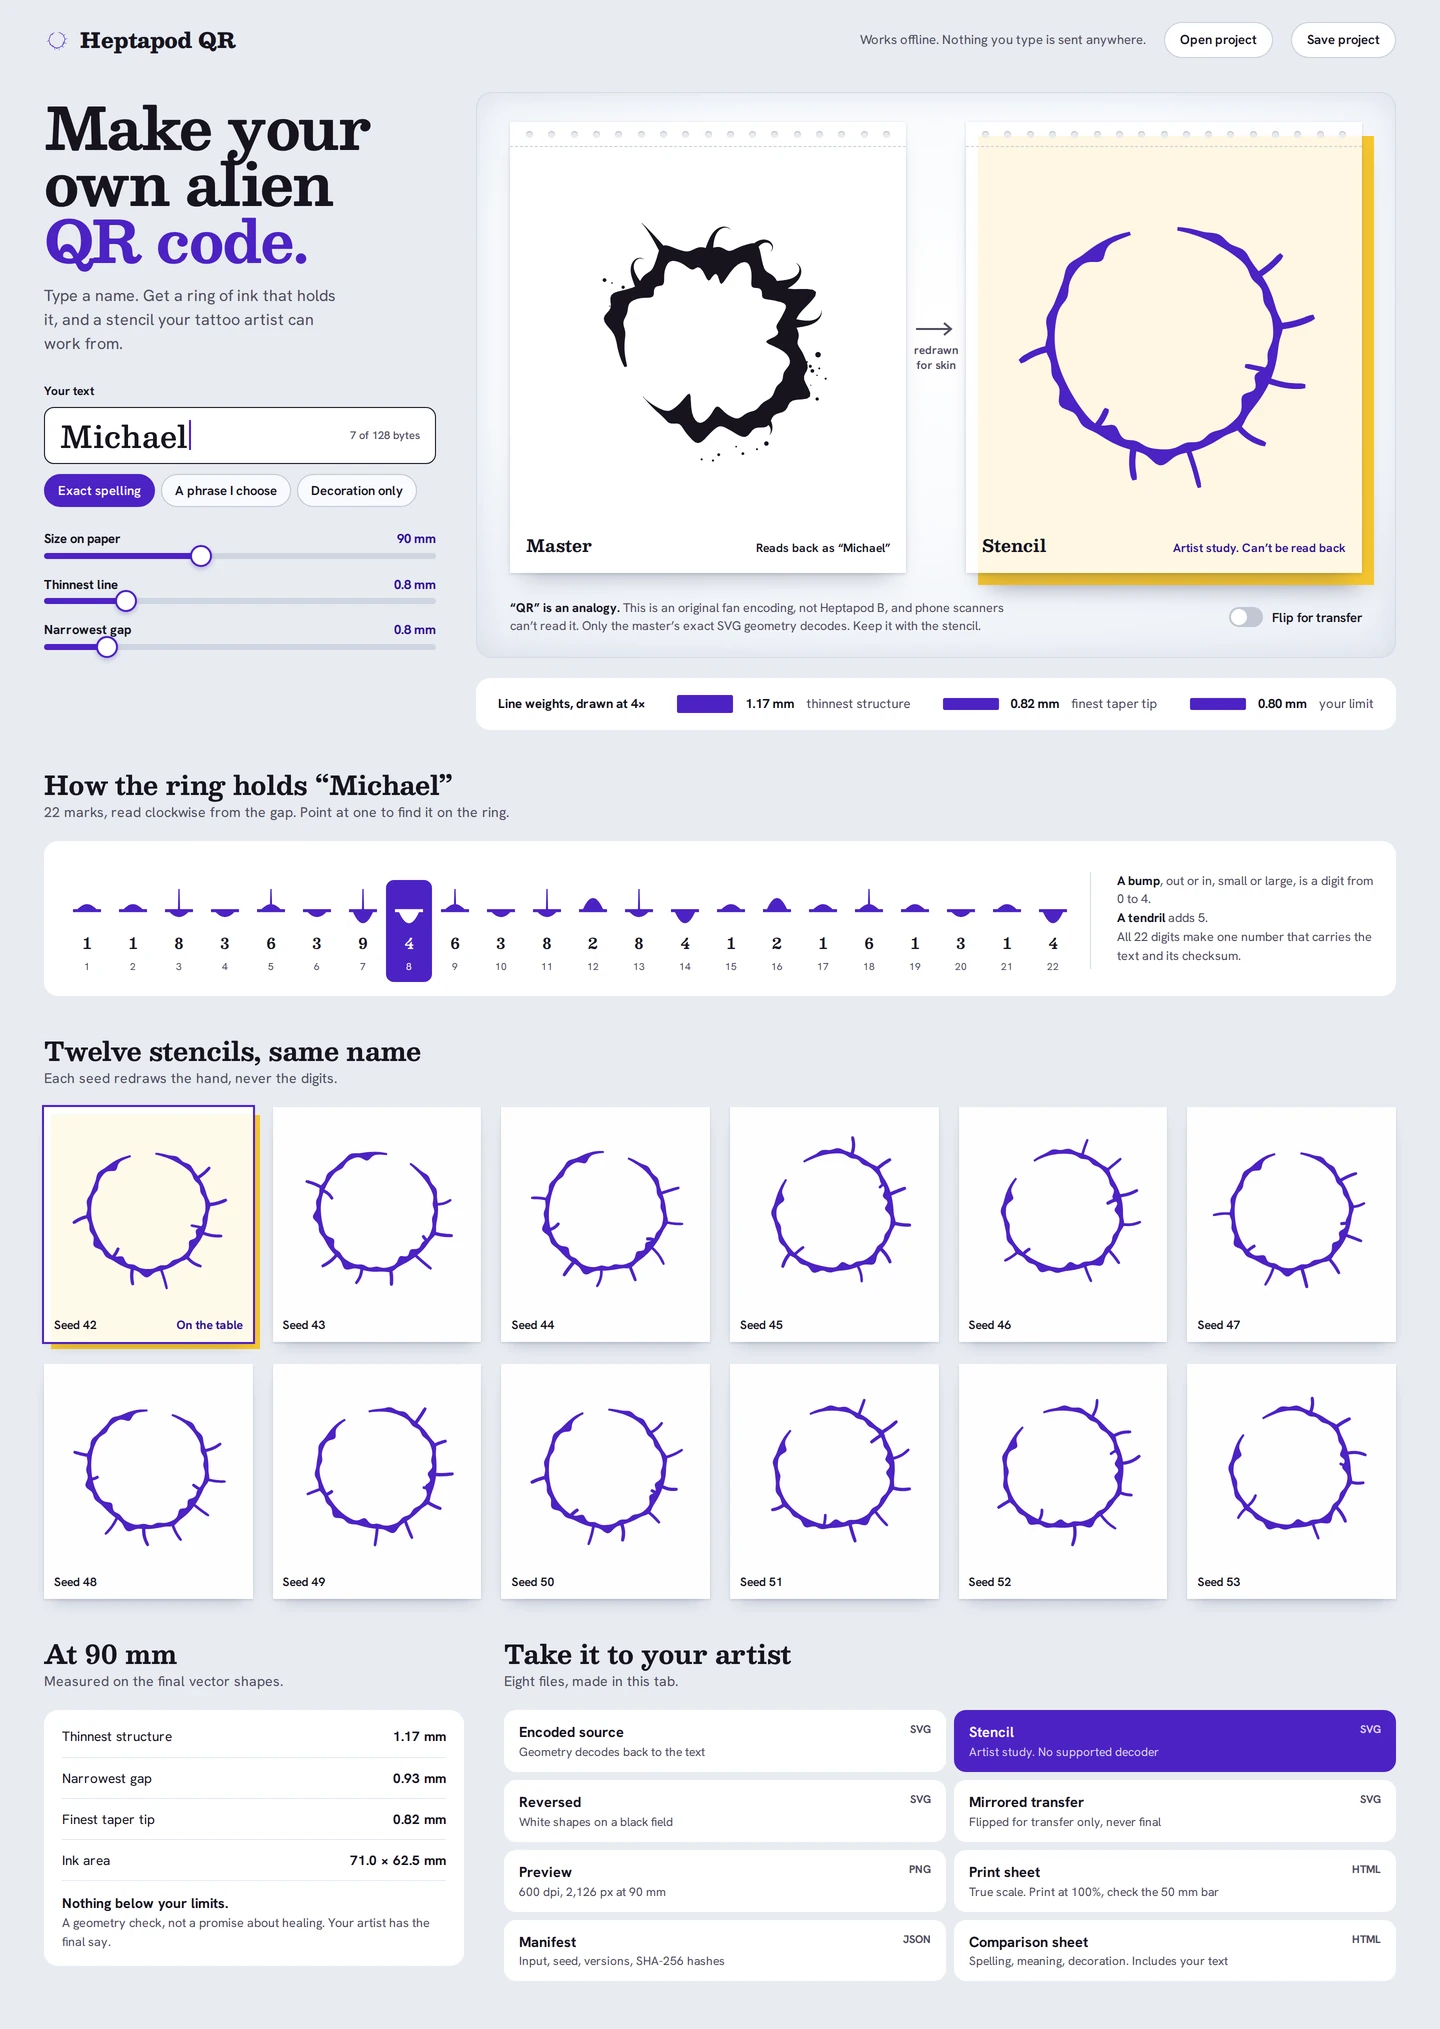 Heptapod QR
Works offline. Nothing you type is sent anywhere.
Open project
Save project
Make your
own alien
QR code.
Type a name. Get a ring of ink that holds
it, and a stencil your tattoo artist can
work from.
Your text
Michael
7 of 128 bytes
Exact spelling
A phrase I choose
Decoration only
Size on paper
90 mm
Thinnest line
0.8 mm
Narrowest gap
0.8 mm
Master
Reads back as “Michael”
redrawn
for skin
Stencil
Artist study. Can’t be read back
“QR” is an analogy. This is an original fan encoding, not Heptapod B, and phone scanners
can’t read it. Only the master’s exact SVG geometry decodes. Keep it with the stencil.
Flip for transfer
Line weights, drawn at 4×
1.17 mm thinnest structure
0.82 mm finest taper tip
0.80 mm your limit
How the ring holds “Michael”
22 marks, read clockwise from the gap. Point at one to find it on the ring.
1 1 8 3 6 3 9 4 6 3 8 2 8 4 1 2 1 6 1 3 1 4
1 2 3 4 5 6 7 8 9 10 11 12 13 14 15 16 17 18 19 20 21 22
A bump, out or in, small or large, is a digit from
0 to 4.
A tendril adds 5.
All 22 digits make one number that carries the
text and its checksum.
Twelve stencils, same name
Each seed redraws the hand, never the digits.
Seed 42
On the table
Seed 43
Seed 44
Seed 45
Seed 46
Seed 47
Seed 48
Seed 49
Seed 50
Seed 51
Seed 52
Seed 53
At 90 mm
Measured on the final vector shapes.
Thinnest structure
1.17 mm
Narrowest gap
0.93 mm
Finest taper tip
0.82 mm
Ink area
71.0 × 62.5 mm
Nothing below your limits.
A geometry check, not a promise about healing. Your artist has the
final say.
Take it to your artist
Eight files, made in this tab.
Encoded source
SVG
Geometry decodes back to the text
Stencil
SVG
Artist study. No supported decoder
Reversed
SVG
White shapes on a black field
Mirrored transfer
SVG
Flipped for transfer only, never final
Preview
PNG
600 dpi, 2,126 px at 90 mm
Print sheet
HTML
True scale. Print at 100%, check the 50 mm bar
Manifest
JSON
Input, seed, versions, SHA-256 hashes
Comparison sheet
HTML
Spelling, meaning, decoration. Includes your text